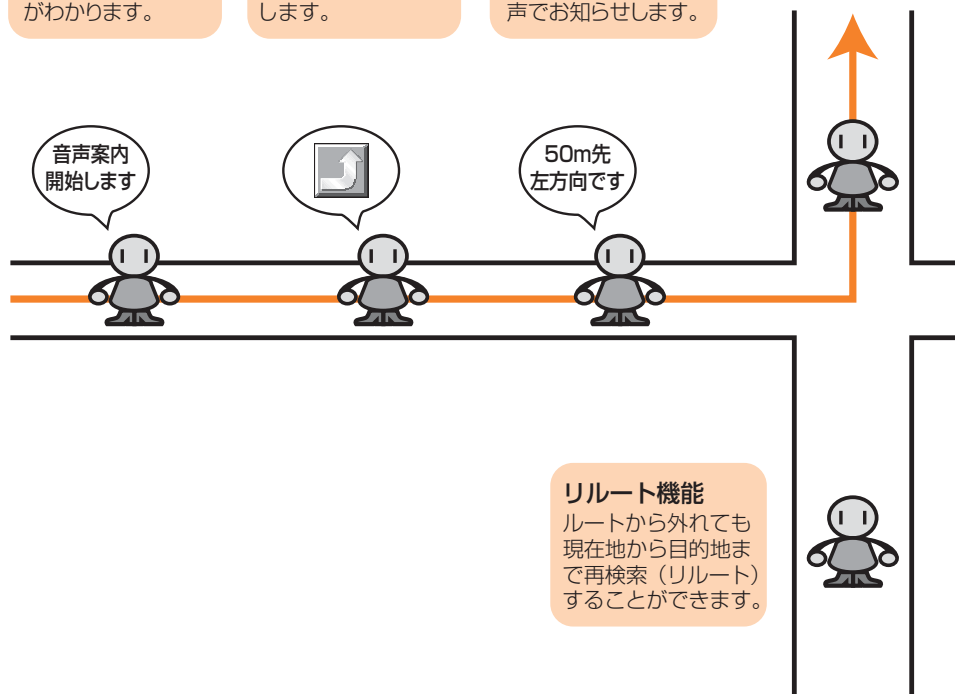 がわかります。
します。
声でお知らせします。
音声案内
開始します
50m先
左方向です
リルート機能
ルートから外れても
現在地から目的地ま
で再検索（リルート）
することができます。